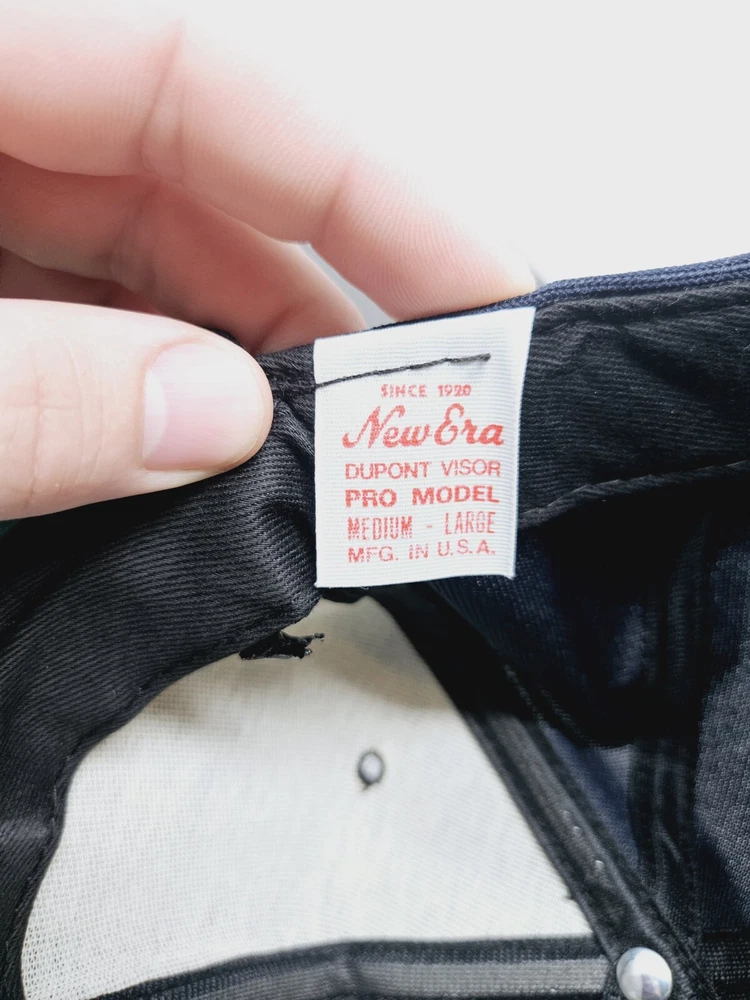 SINCE 1920
New Era
DUPONT VISOR
PRO MODEL
MEDIUM - LARGE
MFG. IN U.S.A.